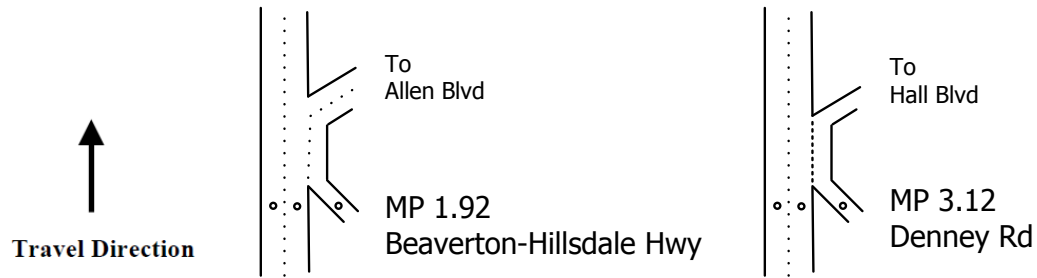 Travel Direction
To
Allen Blvd
MP 1.92
Beaverton-Hillsdale Hwy
To
Hall Blvd
MP 3.12
Denney Rd